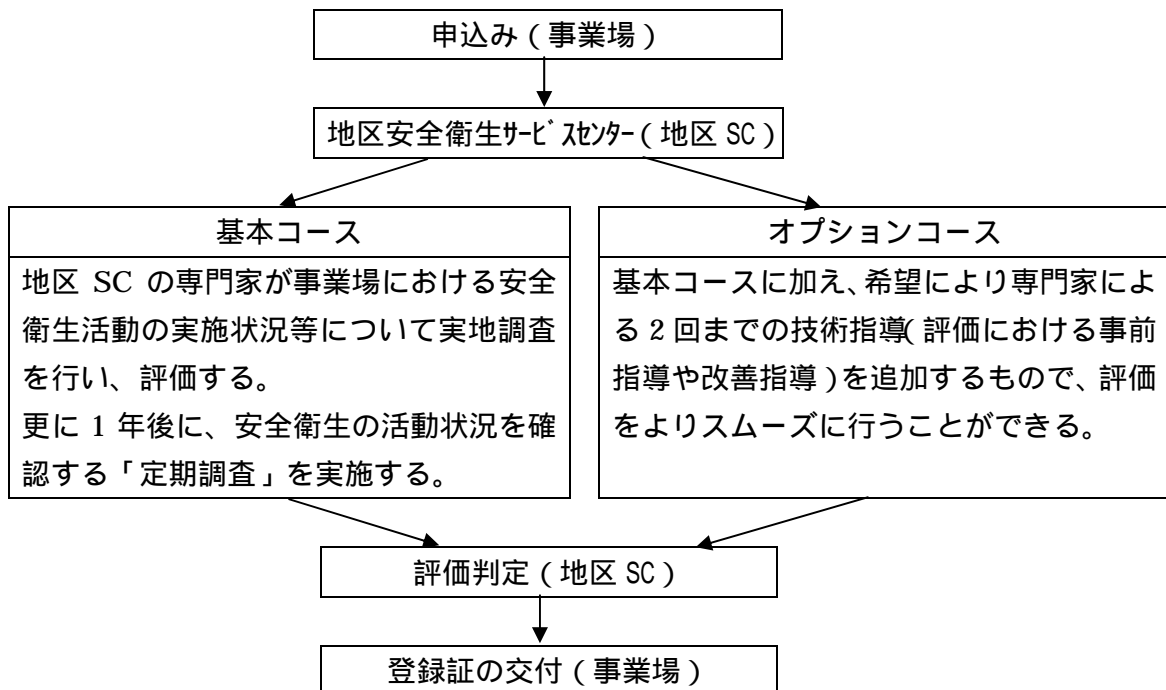 申込み（事業場）
地区安全衛生ｻｰﾋﾞｽｾﾝﾀｰ（地区 SC）
基本コース
地区 SC の専門家が事業場における安全
衛生活動の実施状況等について実地調査
を行い、評価する。
更に 1 年後に、安全衛生の活動状況を確
認する「定期調査」を実施する。
オプションコース
基本コースに加え、希望により専門家によ
る 2 回までの技術指導（評価における事前
指導や改善指導）を追加するもので、評価
をよりスムーズに行うことができる。
評価判定（地区 SC）
登録証の交付（事業場）